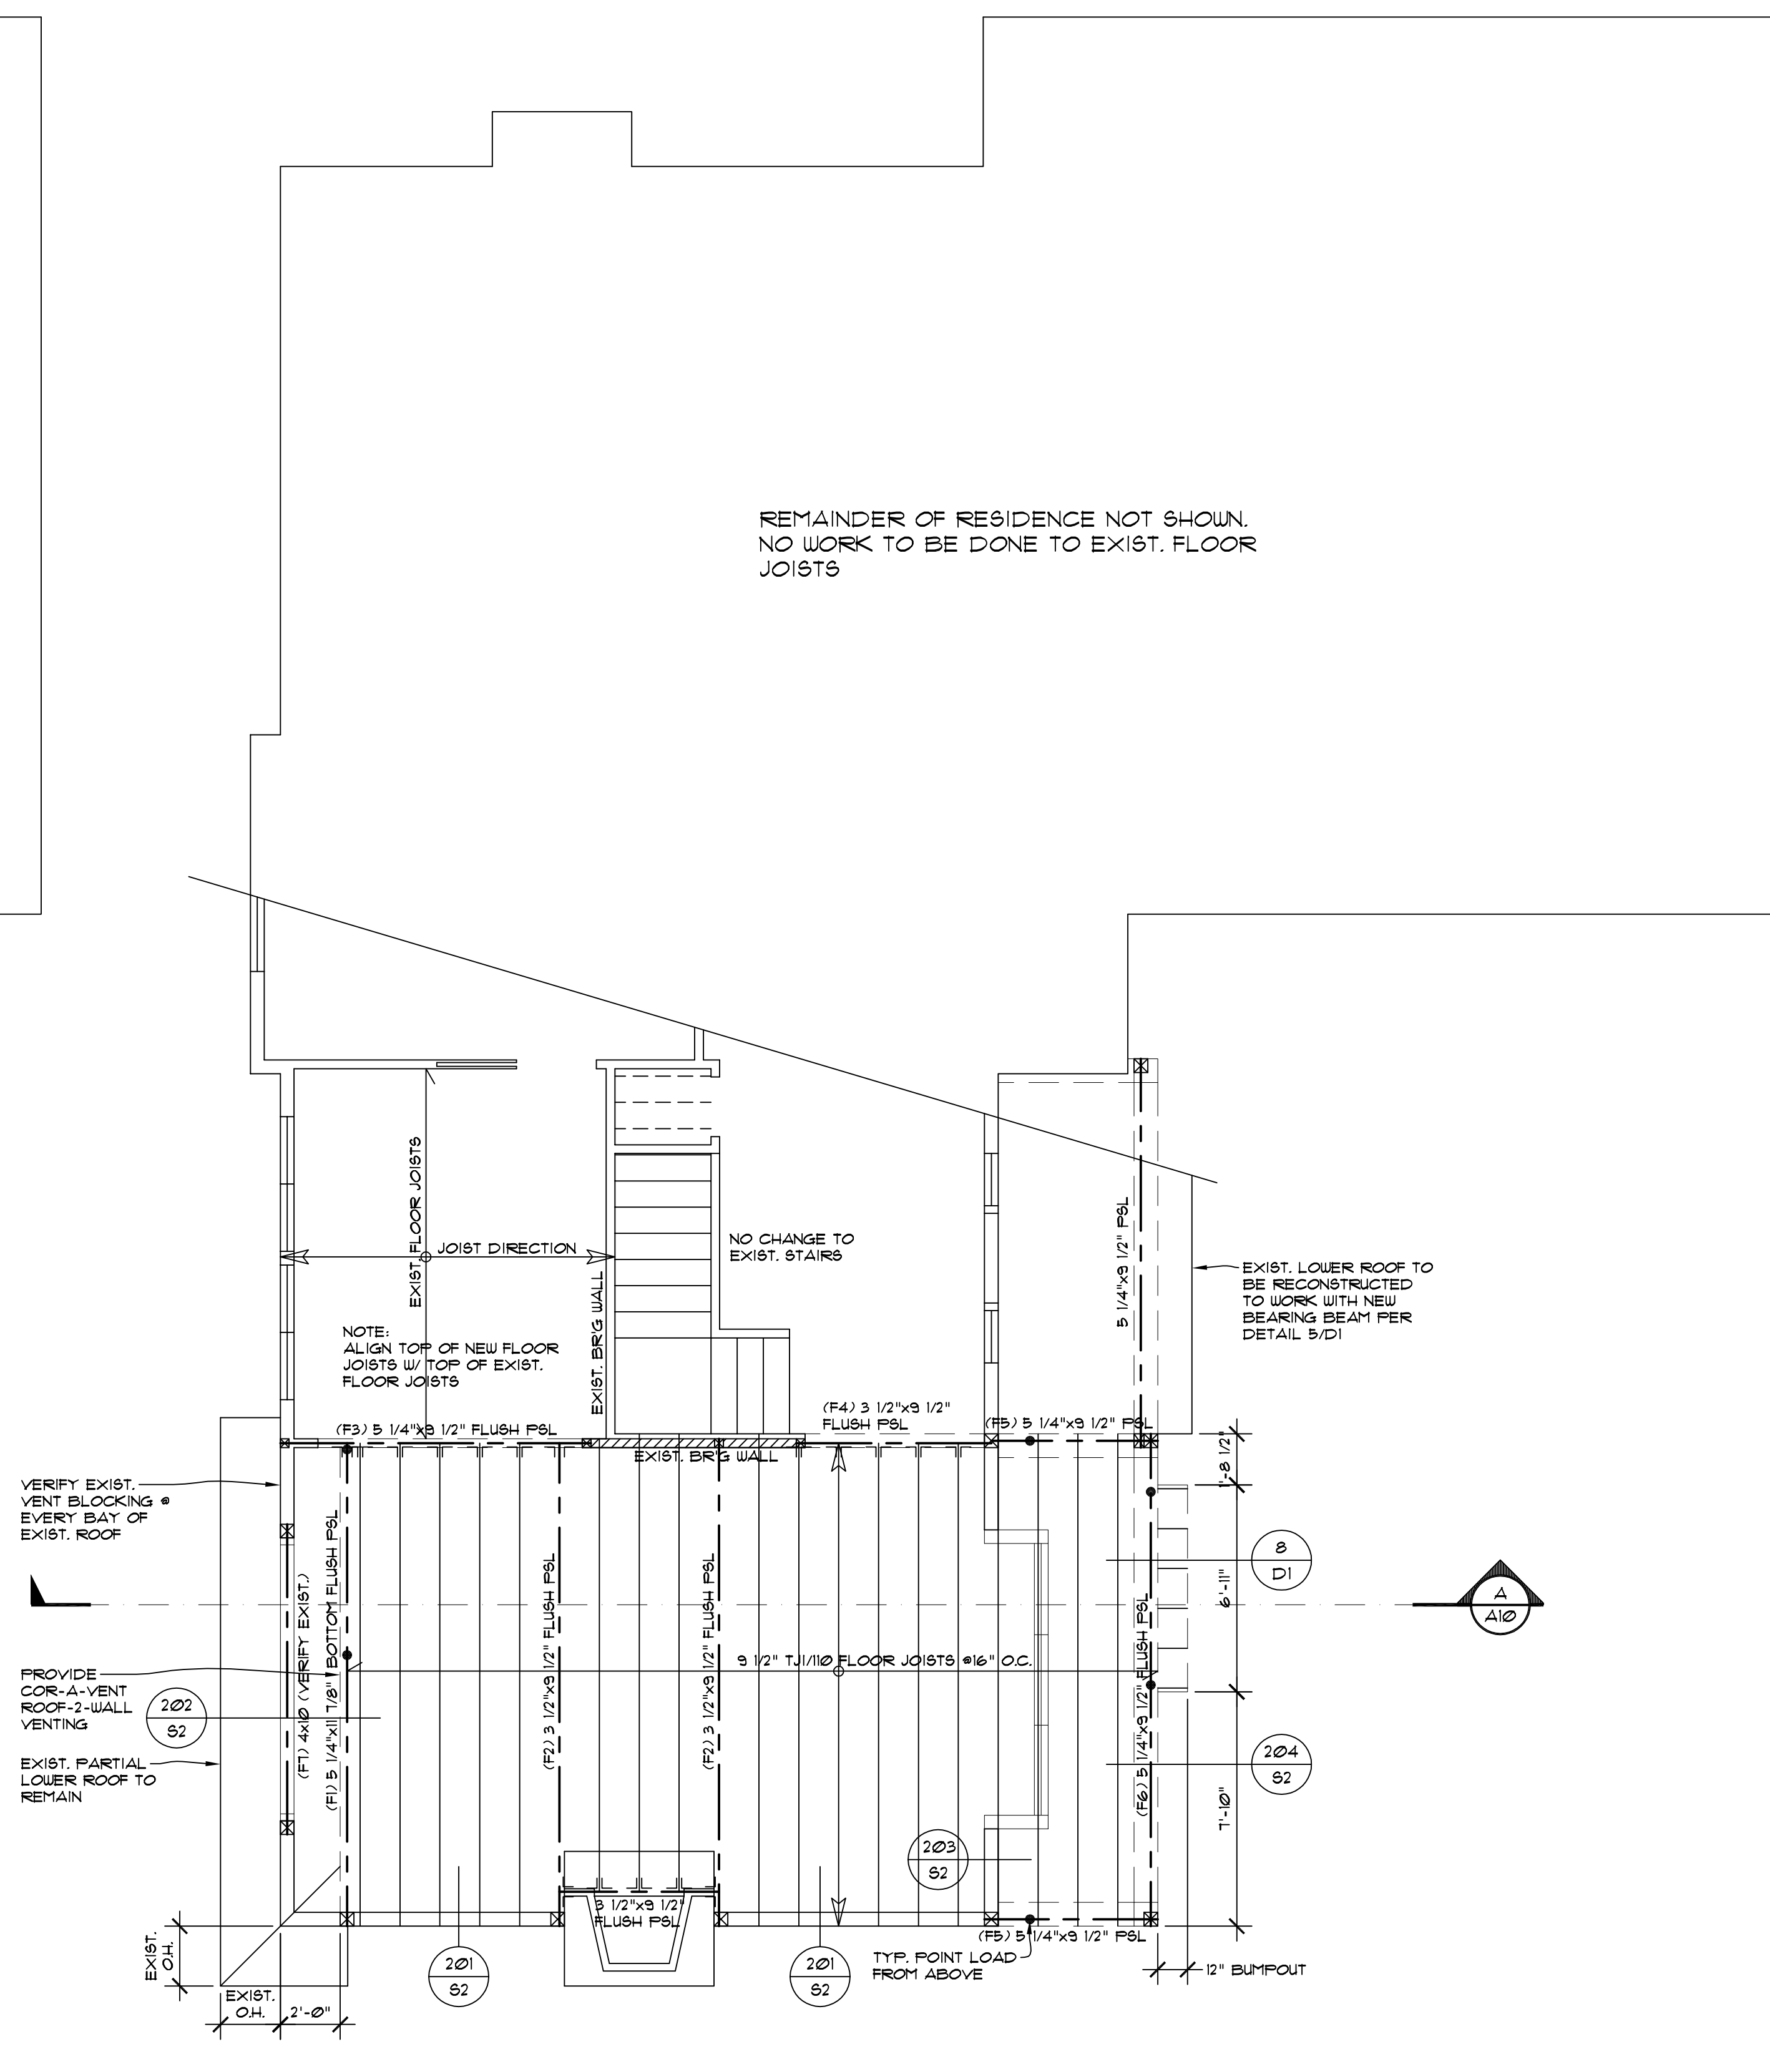 REMAINDER OF RESIDENCE NOT SHOWN.
NO WORK TO BE DONE TO EXIST. FLOOR
JOISTS
EXIST. FLOOR JOISTS
JOIST DIRECTION
EXIST. BR'G WALL
NO CHANGE TO
EXIST. STAIRS
5 1/4"x9 1/2" PSL
EXIST. LOWER ROOF TO
BE RECONSTRUCTED
TO WORK WITH NEW
BEARING BEAM PER
DETAIL 5/D1
NOTE:
ALIGN TOP OF NEW FLOOR
JOISTS W/ TOP OF EXIST.
FLOOR JOISTS
(F3) 5 1/4"x9 1/2" FLUSH PSL
(F4) 3 1/2"x9 1/2"
FLUSH PSL
(F5) 5 1/4"x9 1/2" PSL
EXIST. BR'G WALL
1'-8 1/2"
VERIFY EXIST.
VENT BLOCKING @
EVERY BAY OF
EXIST. ROOF
(F7) 4x10 (VERIFY EXIST.)
(F1) 5 1/4"x11 7/8" BOTTOM FLUSH PSL
(F2) 3 1/2"x9 1/2" FLUSH PSL
(F2) 3 1/2"x9 1/2" FLUSH PSL
(F6) 5 1/4"x9 1/2" FLUSH PSL
8
D1
6'-11"
A
A10
9 1/2" TJI/110 FLOOR JOISTS @16" O.C.
PROVIDE
COR-A-VENT
ROOF-2-WALL
VENTING
202
S2
EXIST. PARTIAL
LOWER ROOF TO
REMAIN
204
S2
7'-10"
203
S2
3 1/2"x9 1/2"
FLUSH PSL
(F5) 5 1/4"x9 1/2" PSL
TYP. POINT LOAD
FROM ABOVE
201
S2
201
S2
12" BUMPOUT
EXIST.
O.H.
EXIST.
O.H.
2'-0"